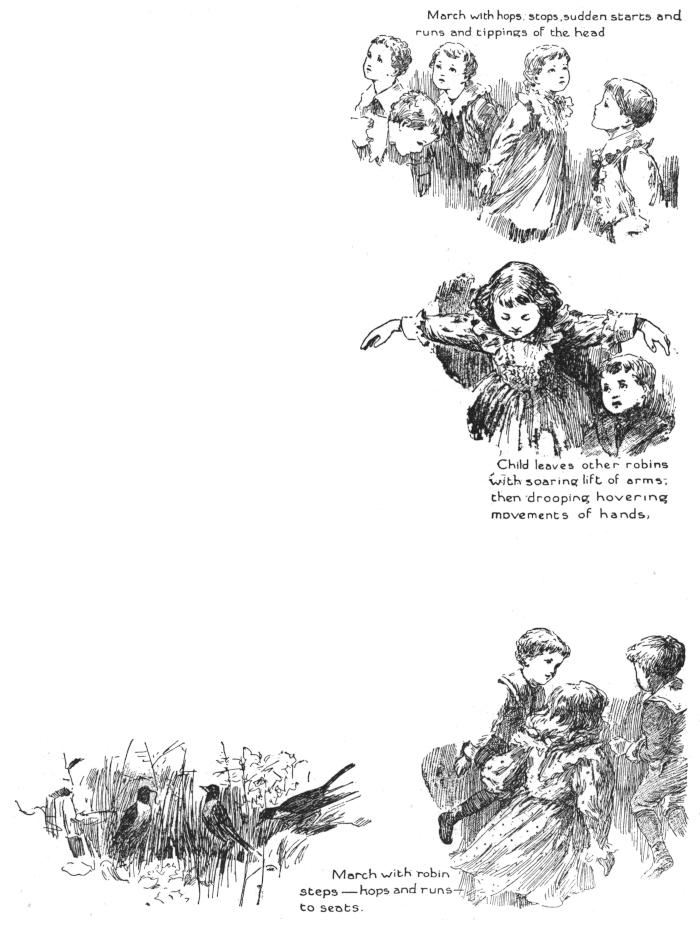 March with hops, stops, sudden starts and
runs and tippings of the head
Child leaves other robins
with soaring lift of arms;
then drooping hovering
movements of hands,
March with robin
steps — hops and runs —
to seats.